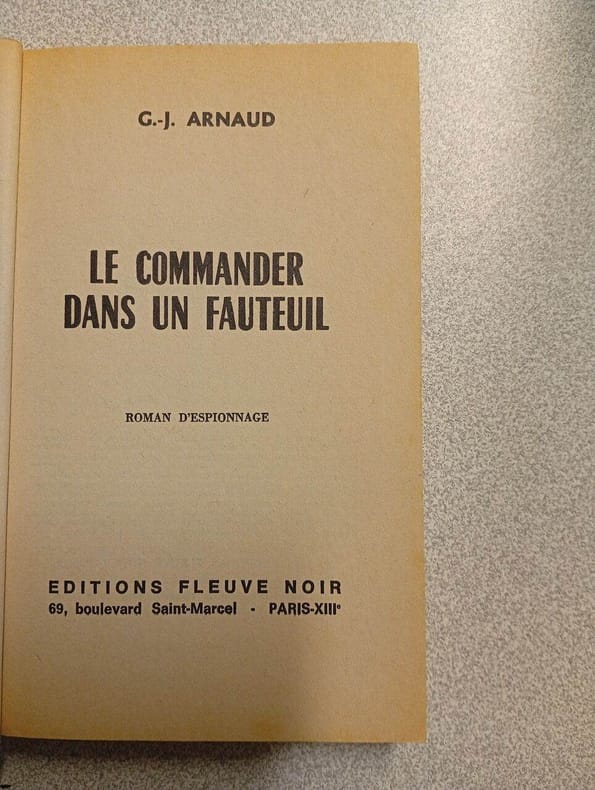 G.-J. ARNAUD
LE COMMANDER
DANS UN FAUTEUIL
ROMAN D'ESPIONNAGE
EDITIONS FLEUVE NOIR
69, boulevard Saint-Marcel - PARIS-XIIIe